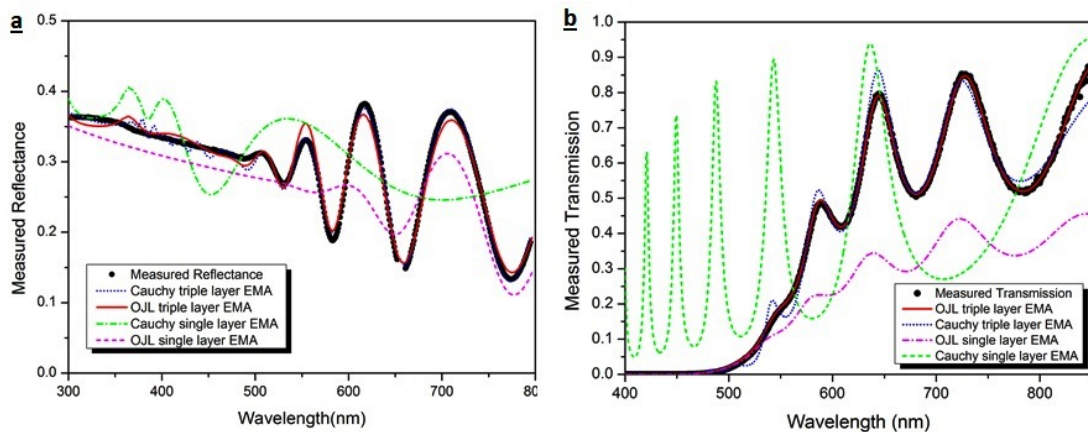 a
0.5
0.4
0.3
0.2
0.1
0.0
Measured Reflectance
Measured Reflectance
Cauchy triple layer EMA
OJL triple layer EMA
Cauchy single layer EMA
OJL single layer EMA
300 400 500 600 700 80
Wavelength(nm)
b
1.0
0.9
0.8
0.7
0.6
0.5
0.4
0.3
0.2
0.1
0.0
Measured Transmission
Measured Transmission
OJL triple layer EMA
Cauchy triple layer EMA
OJL single layer EMA
Cauchy single layer EMA
400 500 600 700 800
Wavelength (nm)